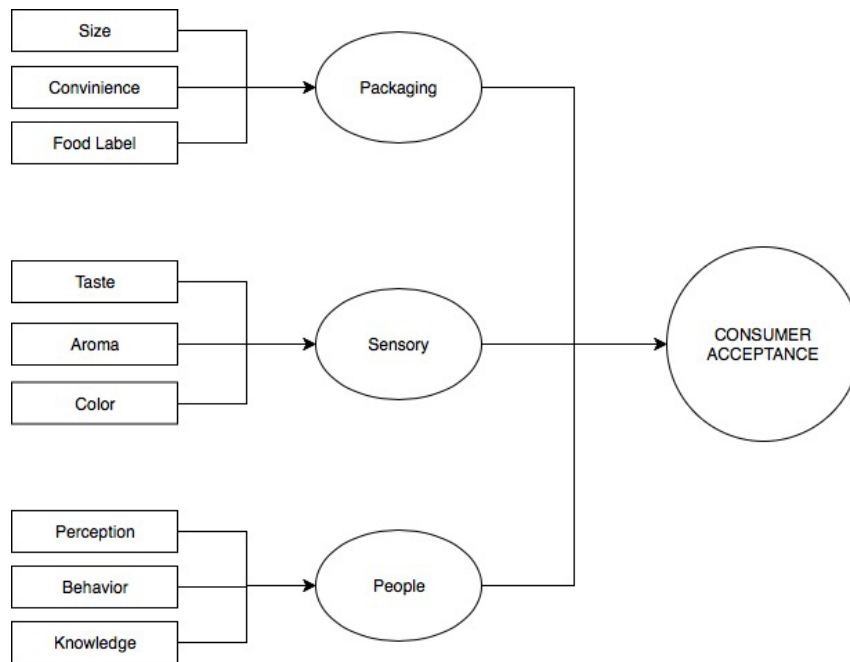 Size
Convinience
Food Label
Packaging
Taste
Aroma
Color
Sensory
Perception
Behavior
Knowledge
People
CONSUMER
ACCEPTANCE